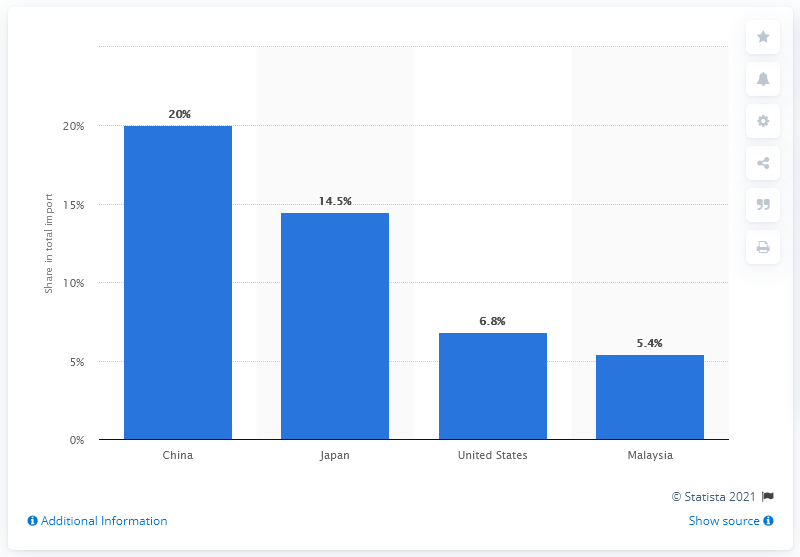 20%
14.5%
6.8%
5.4%
20%
15%
10%
5%
0%
Share in total import
China
Japan
United States
Malaysia
© Statista 2021
Additional Information
Show source